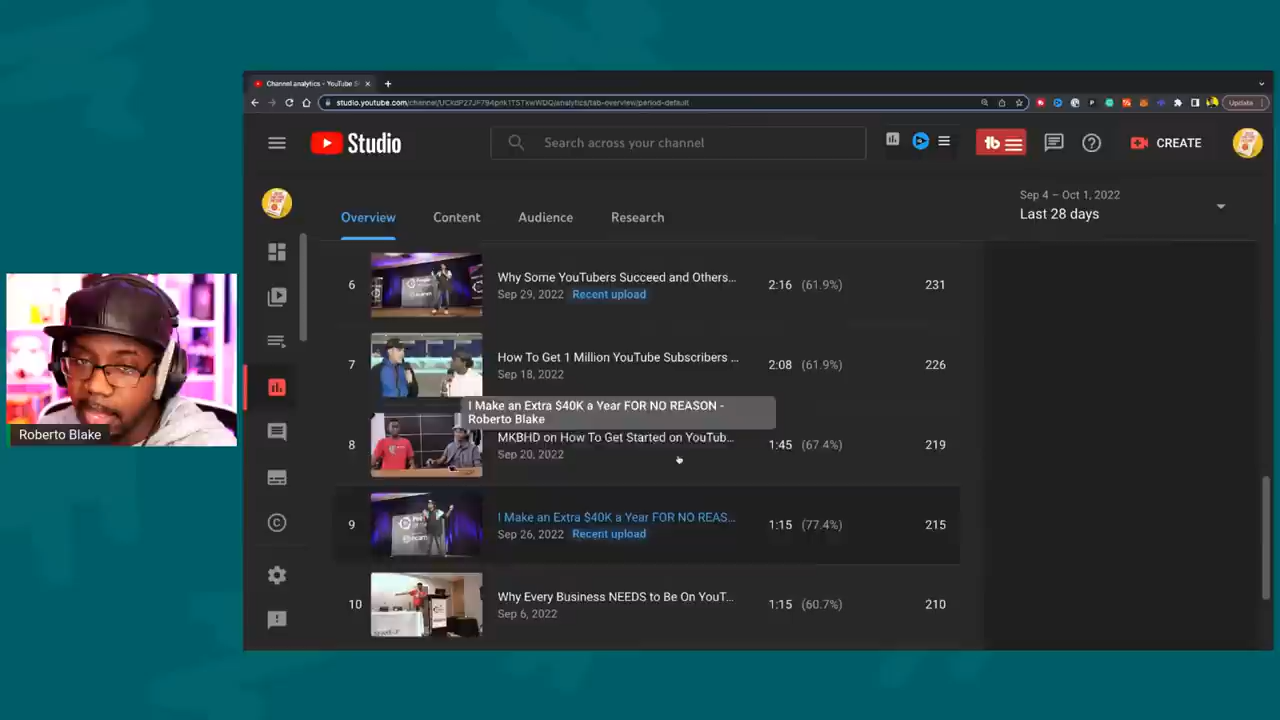 Channel analytics - YouTube S
studio.youtube.com/channel/UCkdP27JF794pnk1TSTkwWDQ/analytics/tab-overview/period-default
Update
Studio
Search across your channel
tb
CREATE
Overview
Content
Audience
Research
Sep 4 – Oct 1, 2022
Last 28 days
6
Why Some YouTubers Succeed and Others...
Sep 29, 2022 Recent upload
2:16 (61.9%)
231
7
How To Get 1 Million YouTube Subscribers ...
Sep 18, 2022
2:08 (61.9%)
226
I Make an Extra $40K a Year FOR NO REASON -
Roberto Blake
8
MKBHD on How To Get Started on YouTub...
Sep 20, 2022
1:45 (67.4%)
219
9
I Make an Extra $40K a Year FOR NO REAS...
Sep 26, 2022 Recent upload
1:15 (77.4%)
215
10
Why Every Business NEEDS to Be On YouT...
Sep 6, 2022
1:15 (60.7%)
210
Roberto Blake